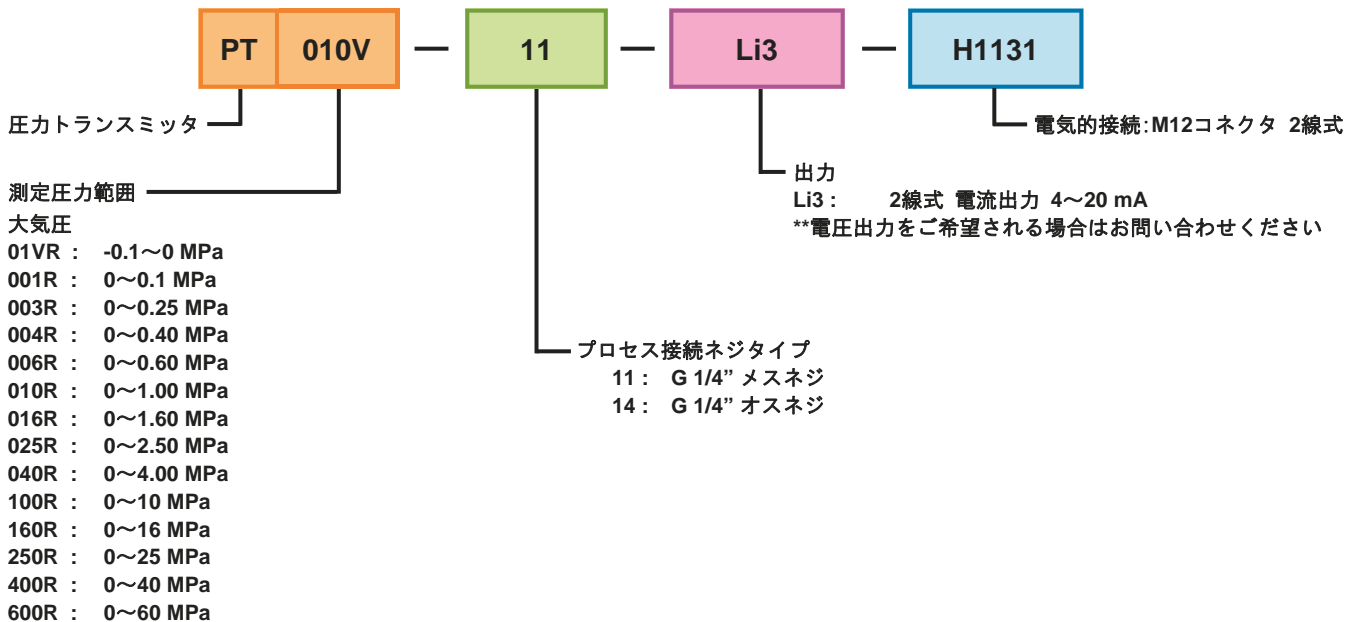 PT 010V — 11 — Li3 — H1131
圧力トランスミッタ
電気的接続:M12コネクタ 2線式
測定圧力範囲
大気圧
01VR : -0.1～0 MPa
001R : 0～0.1 MPa
003R : 0～0.25 MPa
004R : 0～0.40 MPa
006R : 0～0.60 MPa
010R : 0～1.00 MPa
016R : 0～1.60 MPa
025R : 0～2.50 MPa
040R : 0～4.00 MPa
100R : 0～10 MPa
160R : 0～16 MPa
250R : 0～25 MPa
400R : 0～40 MPa
600R : 0～60 MPa
出力
Li3 : 2線式 電流出力 4～20 mA
**電圧出力をご希望される場合はお問い合わせください
プロセス接続ネジタイプ
11 : G 1/4” メスネジ
14 : G 1/4” オスネジ